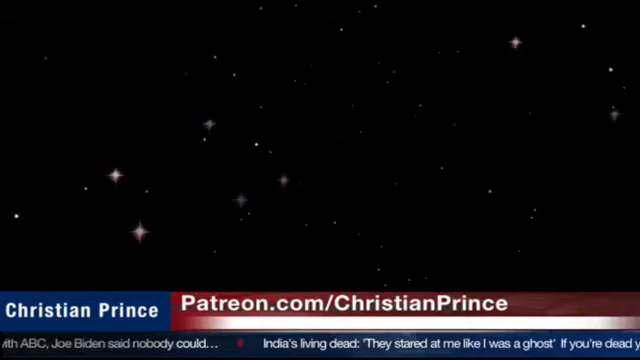 Christian Prince
Patreon.com/ChristianPrince
with ABC, Joe Biden said nobody could... India's living dead: 'They stared at me like I was a ghost' If you're dead